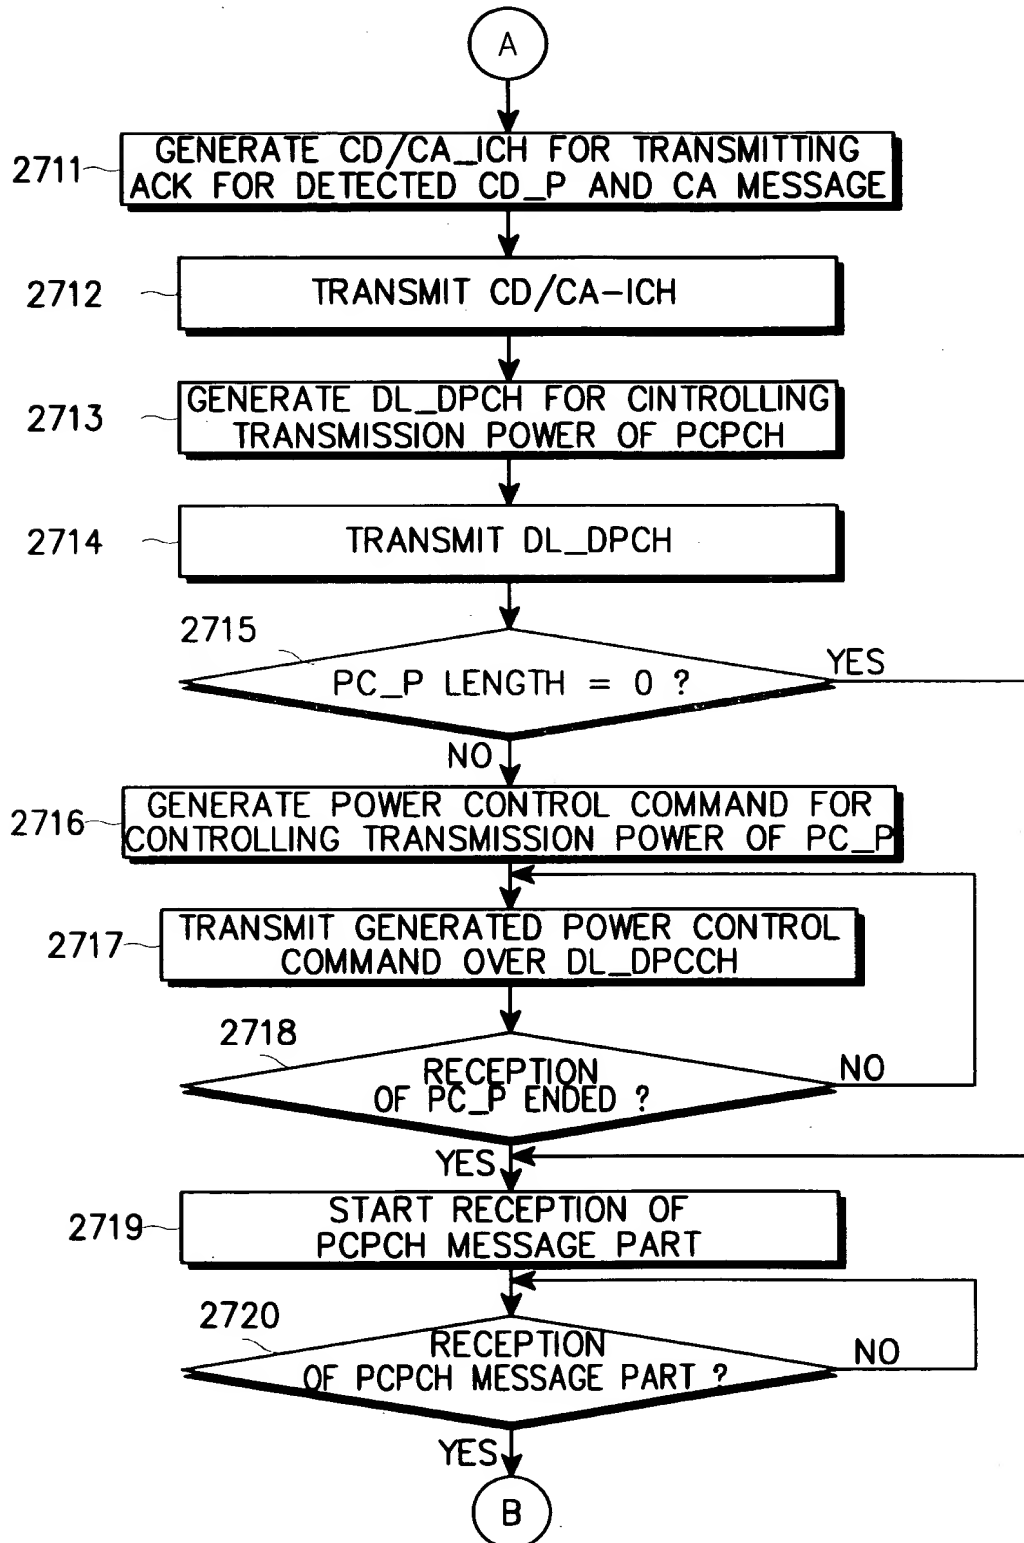 A
2711
GENERATE CD/CA_ICH FOR TRANSMITTING
ACK FOR DETECTED CD_P AND CA MESSAGE
2712
TRANSMIT CD/CA-ICH
2713
GENERATE DL_DPCH FOR CINTROLLING
TRANSMISSION POWER OF PCPCH
2714
TRANSMIT DL_DPCH
2715
PC_P LENGTH = 0 ?
YES
NO
2716
GENERATE POWER CONTROL COMMAND FOR
CONTROLLING TRANSMISSION POWER OF PC_P
2717
TRANSMIT GENERATED POWER CONTROL
COMMAND OVER DL_DPCCH
2718
RECEPTION
OF PC_P ENDED ?
NO
YES
2719
START RECEPTION OF
PCPCH MESSAGE PART
2720
RECEPTION
OF PCPCH MESSAGE PART ?
NO
YES
B